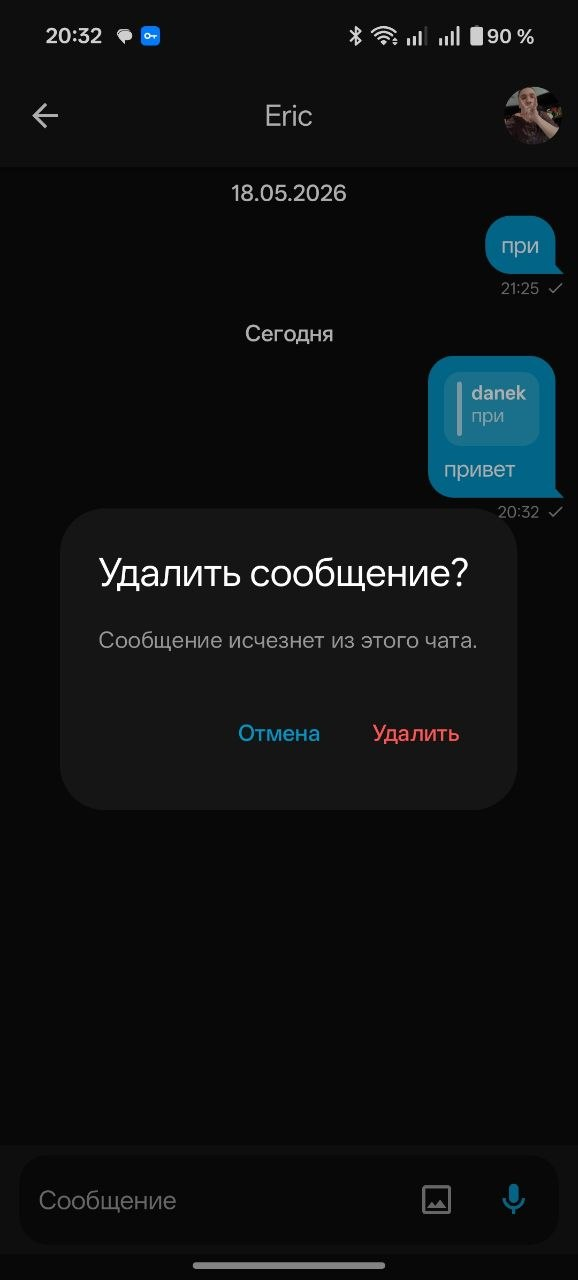 20:32
90 %
Eric
18.05.2026
при
21:25
Сегодня
danek
при
привет
20:32
Удалить сообщение?
Сообщение исчезнет из этого чата.
Отмена Удалить
Сообщение